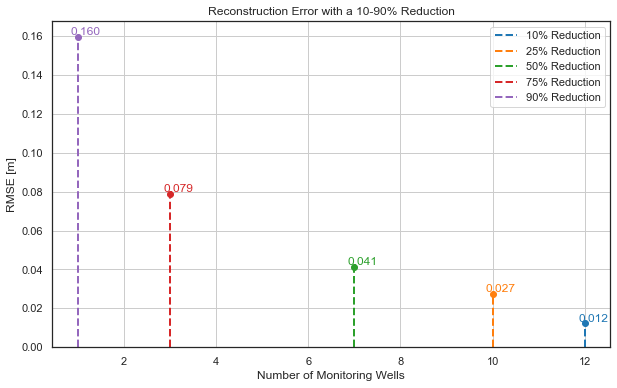 Reconstruction Error with a 10-90% Reduction
10% Reduction
25% Reduction
50% Reduction
75% Reduction
90% Reduction
0.160
0.079
0.041
0.027
0.012
RMSE [m]
0.16
0.14
0.12
0.10
0.08
0.06
0.04
0.02
0.00
2 4 6 8 10 12
Number of Monitoring Wells